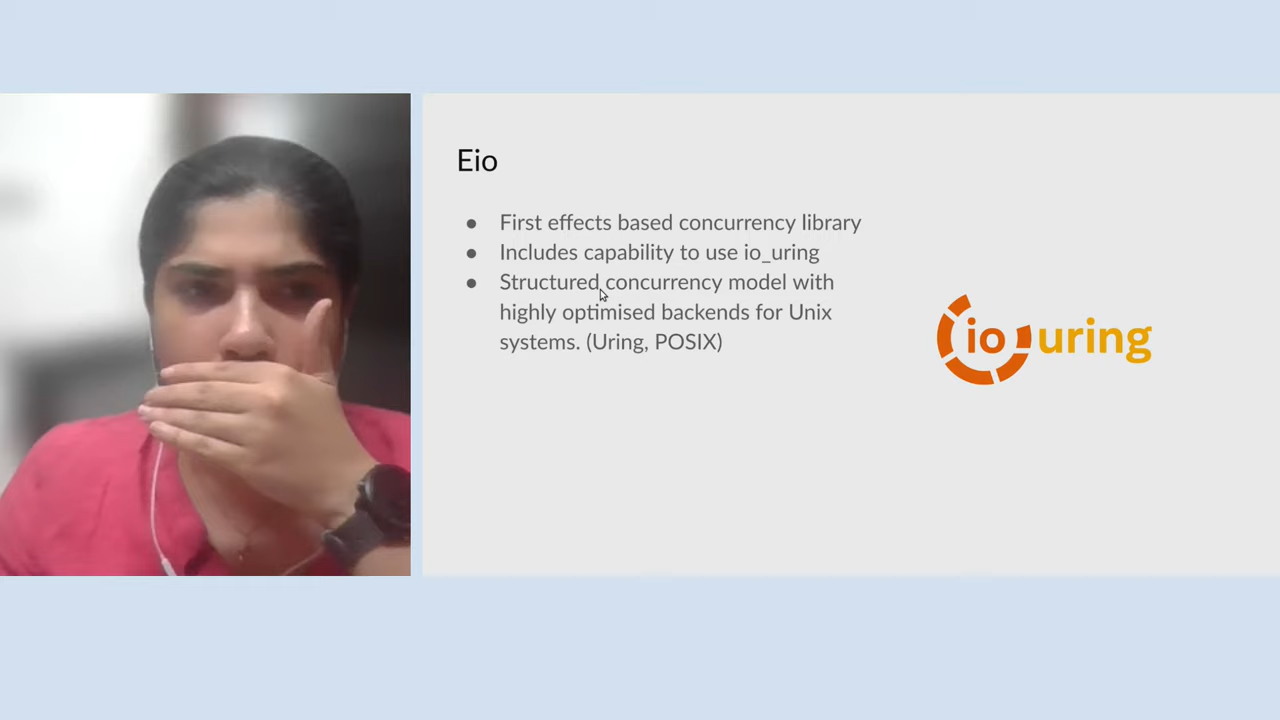 Eio
● First effects based concurrency library
● Includes capability to use io_uring
● Structured concurrency model with
highly optimised backends for Unix
systems. (Uring, POSIX)
io uring